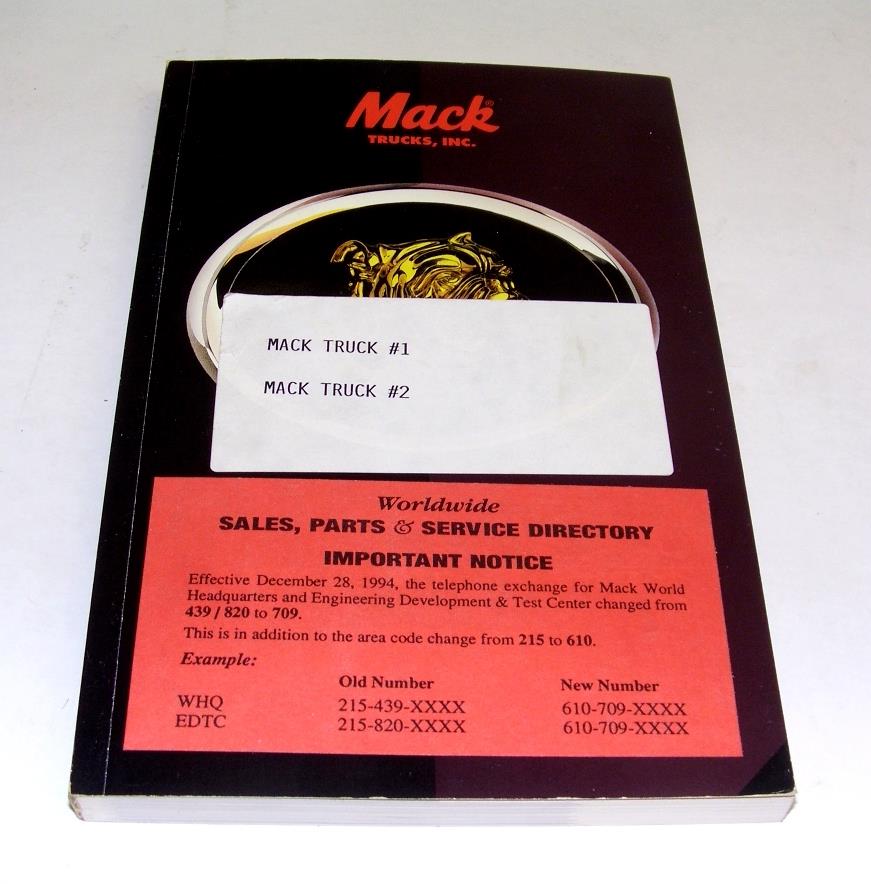 Mack®
TRUCKS, INC.
MACK TRUCK #1
MACK TRUCK #2
Worldwide
SALES, PARTS & SERVICE DIRECTORY
IMPORTANT NOTICE
Effective December 28, 1994, the telephone exchange for Mack World
Headquarters and Engineering Development & Test Center changed from
439 / 820 to 709.
This is in addition to the area code change from 215 to 610.
Example:
Old Number New Number
WHQ 215-439-XXXX 610-709-XXXX
EDTC 215-820-XXXX 610-709-XXXX